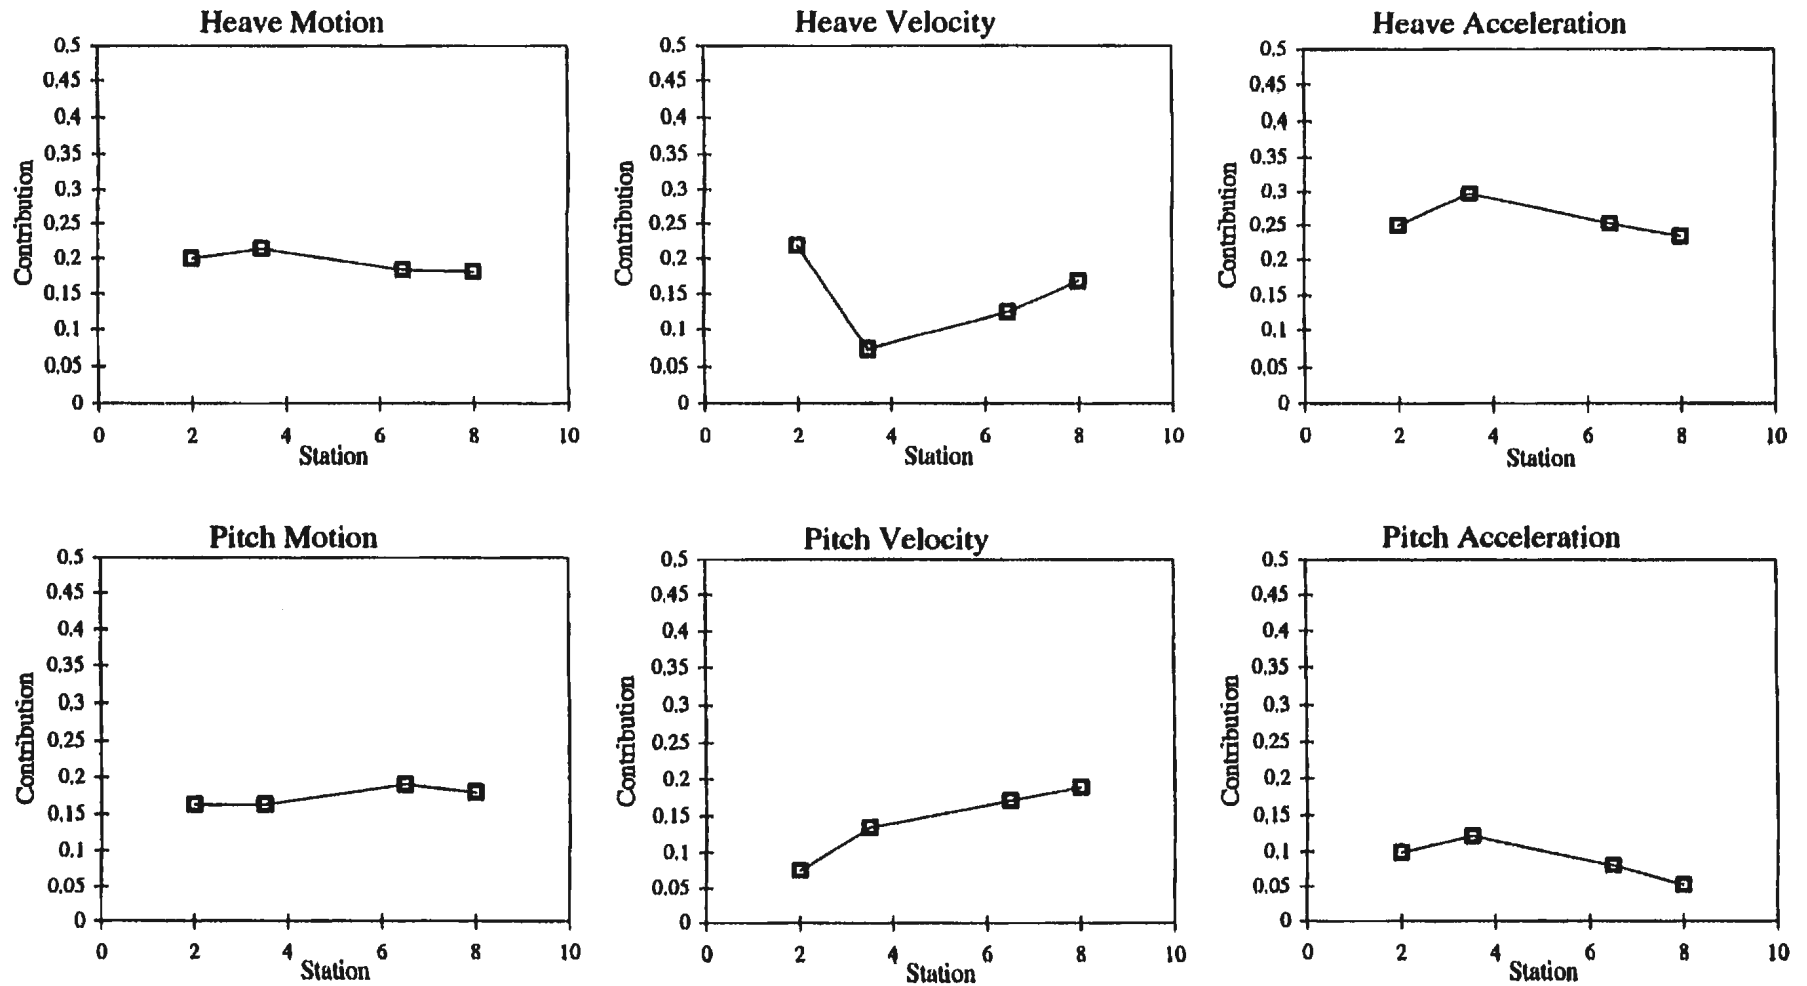 Heave Motion
0.5
0.45
0.4
0.35
0.3
0.25
0.2
0.15
0.1
0.05
0
Contribution
0 2 4 6 8 10
Station
Heave Velocity
0.5
0.45
0.4
0.35
0.3
0.25
0.2
0.15
0.1
0.05
0
Contribution
0 2 4 6 8 10
Station
Heave Acceleration
0.5
0.45
0.4
0.35
0.3
0.25
0.2
0.15
0.1
0.05
0
Contribution
0 2 4 6 8 10
Station
Pitch Motion
0.5
0.45
0.4
0.35
0.3
0.25
0.2
0.15
0.1
0.05
0
Contribution
0 2 4 6 8 10
Station
Pitch Velocity
0.5
0.45
0.4
0.35
0.3
0.25
0.2
0.15
0.1
0.05
0
Contribution
0 2 4 6 8 10
Station
Pitch Acceleration
0.5
0.45
0.4
0.35
0.3
0.25
0.2
0.15
0.1
0.05
0
Contribution
0 2 4 6 8 10
Station